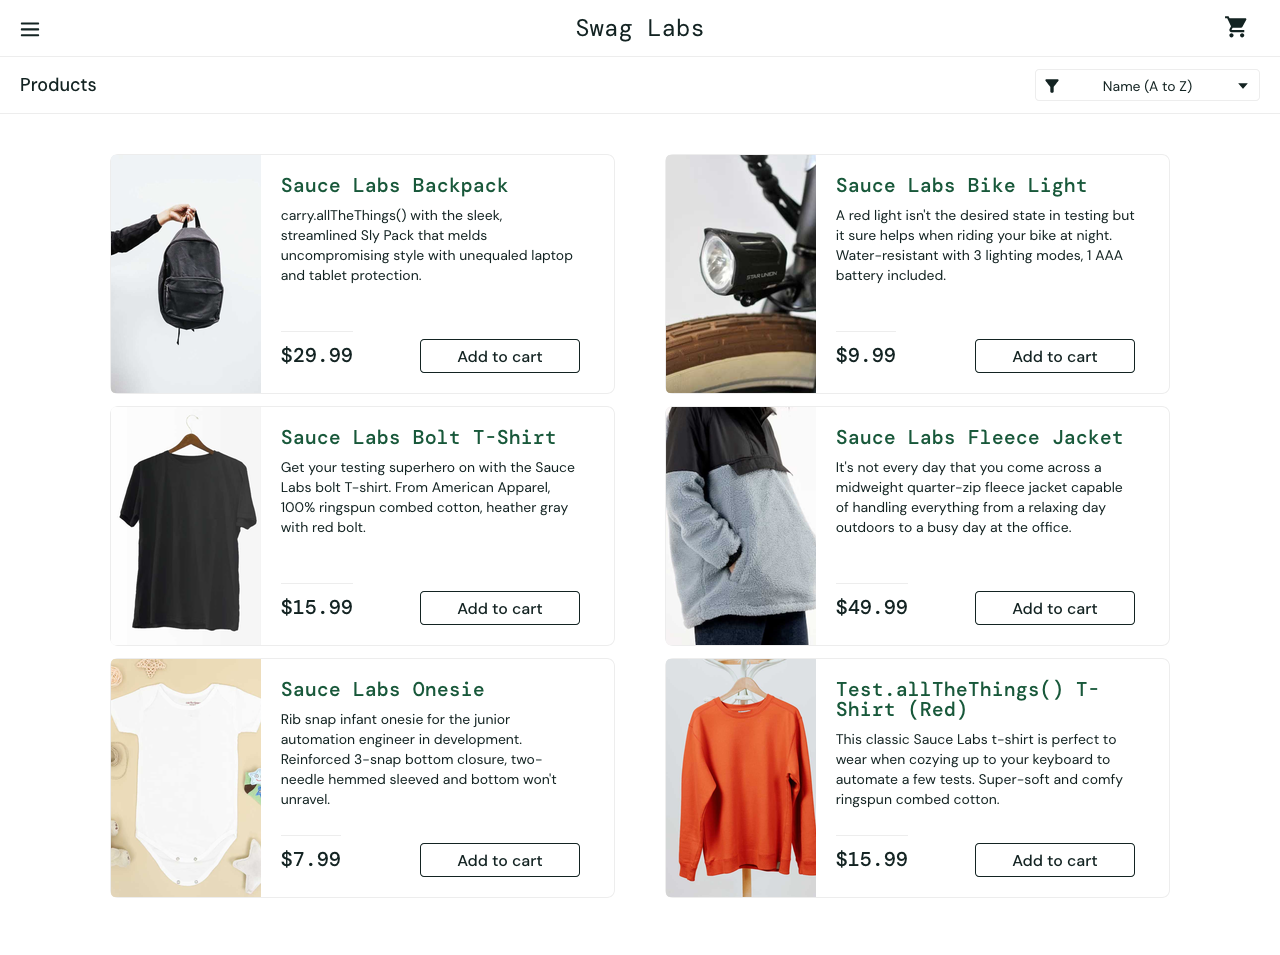 Swag Labs
Products
Name (A to Z)
Sauce Labs Backpack
carry.allTheThings() with the sleek,
streamlined Sly Pack that melds
uncompromising style with unequaled laptop
and tablet protection.
$29.99
Add to cart
Sauce Labs Bike Light
A red light isn't the desired state in testing but
it sure helps when riding your bike at night.
Water-resistant with 3 lighting modes, 1 AAA
battery included.
$9.99
Add to cart
STAR UNION
Sauce Labs Bolt T-Shirt
Get your testing superhero on with the Sauce
Labs bolt T-shirt. From American Apparel,
100% ringspun combed cotton, heather gray
with red bolt.
$15.99
Add to cart
Sauce Labs Fleece Jacket
It's not every day that you come across a
midweight quarter-zip fleece jacket capable
of handling everything from a relaxing day
outdoors to a busy day at the office.
$49.99
Add to cart
Sauce Labs Onesie
Rib snap infant onesie for the junior
automation engineer in development.
Reinforced 3-snap bottom closure, two-
needle hemmed sleeved and bottom won't
unravel.
$7.99
Add to cart
Test.allTheThings() T-
Shirt (Red)
This classic Sauce Labs t-shirt is perfect to
wear when cozying up to your keyboard to
automate a few tests. Super-soft and comfy
ringspun combed cotton.
$15.99
Add to cart